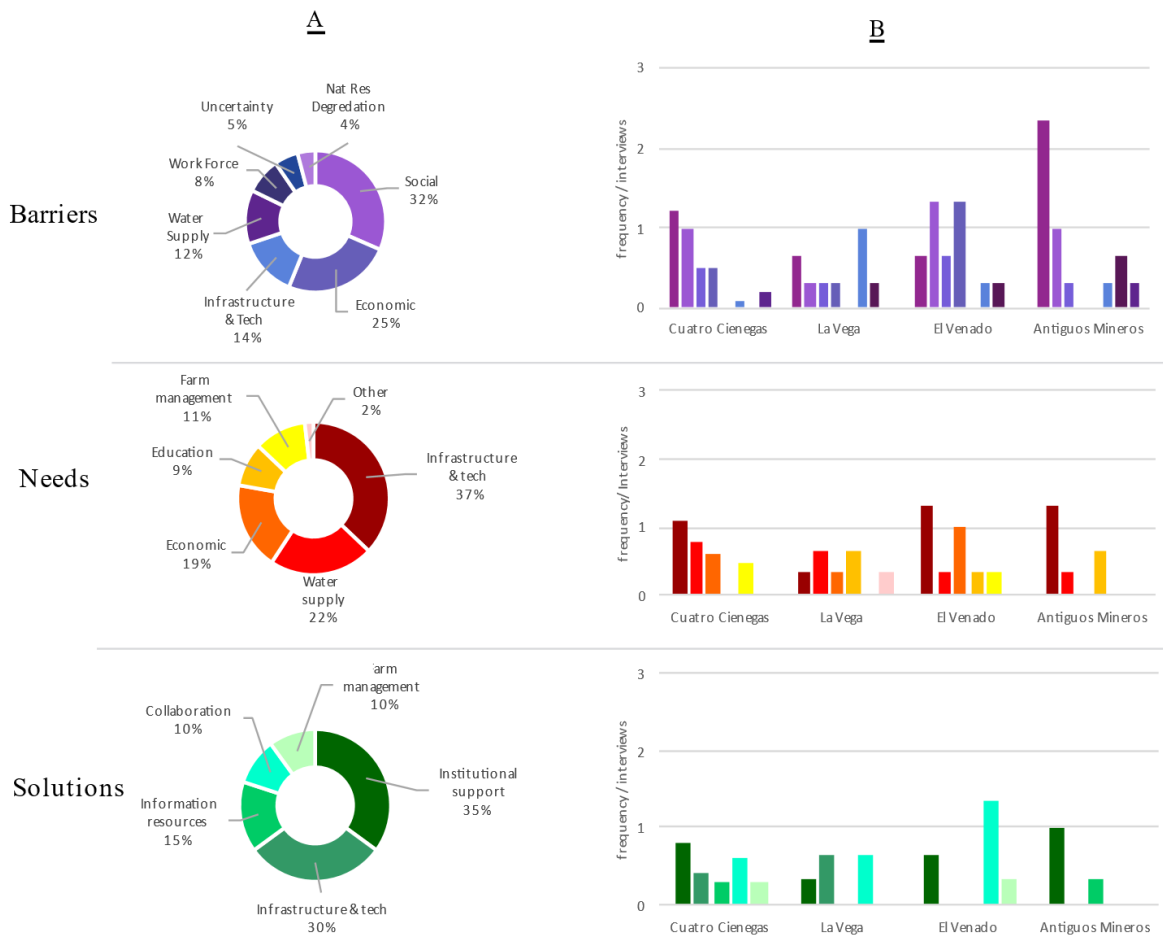 A
B
Barriers
Nat Res
Degredation
4%
Uncertainty
5%
Work Force
8%
Water
Supply
12%
Infrastructure
& Tech
14%
Economic
25%
Social
32%
frequency / interviews
3
2
1
0
Cuatro Cienegas
La Vega
El Venado
Antiguos Mineros
Needs
Farm
management
11%
Other
2%
Education
9%
Economic
19%
Water
supply
22%
Infrastructure
& tech
37%
frequency/ Interviews
3
2
1
0
Cuatro Cienegas
La Vega
El Venado
Antiguos Mineros
Solutions
arm
management
10%
Collaboration
10%
Information
resources
15%
Infrastructure & tech
30%
Institutional
support
35%
frequency / interviews
3
2
1
0
Cuatro Cienegas
La Vega
El Venado
Antiguos Mineros